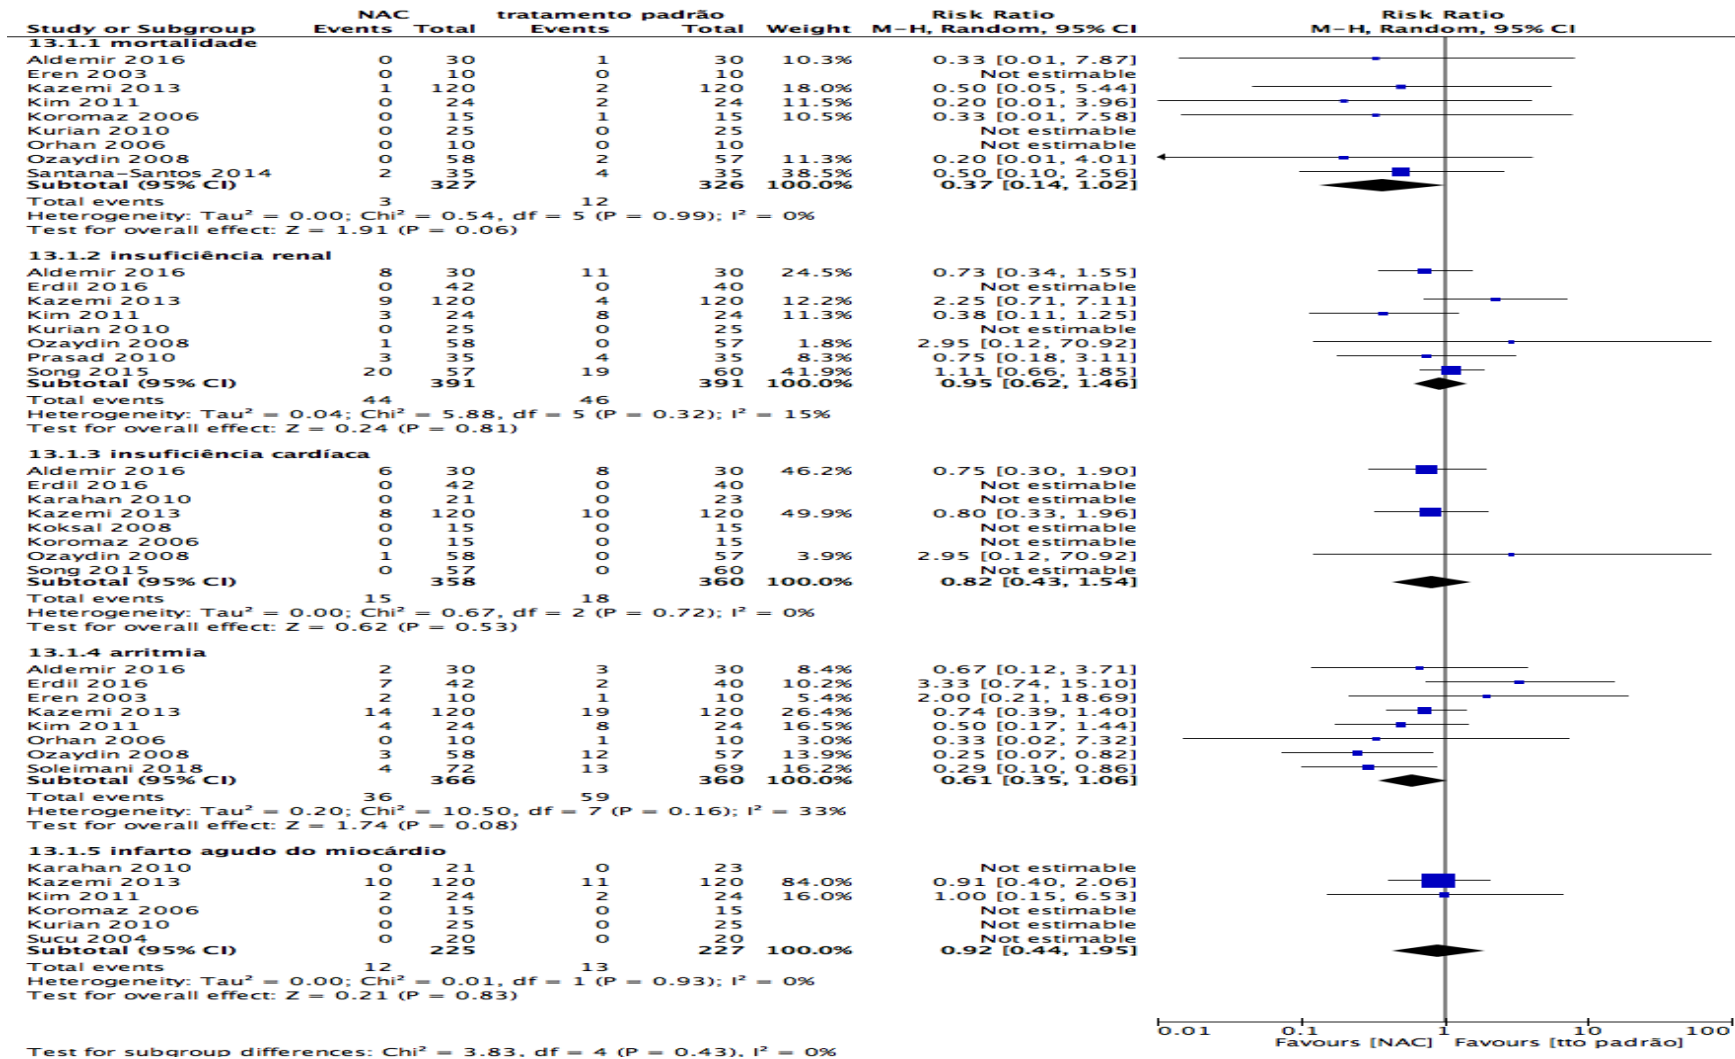 NAC tratamento padrão Risk Ratio Risk Ratio
Study or Subgroup Events Total Events Total Weight M-H, Random, 95% CI M-H, Random, 95% CI
13.1.1 mortalidade
Aldemir 2016 0 30 1 30 10.3% 0.33 [0.01, 7.87]
Eren 2003 0 10 0 10 Not estimable
Kazemi 2013 1 120 2 120 18.0% 0.50 [0.05, 5.44]
Kim 2011 0 24 2 24 11.5% 0.20 [0.01, 3.96]
Koromaz 2006 0 15 1 15 10.5% 0.33 [0.01, 7.58]
Kurian 2010 0 25 0 25 Not estimable
Orhan 2006 0 10 0 10 Not estimable
Ozaydin 2008 0 58 2 57 11.3% 0.20 [0.01, 4.01]
Santana-Santos 2014 2 35 4 35 38.5% 0.50 [0.10, 2.56]
Subtotal (95% CI) 327 326 100.0% 0.37 [0.14, 1.02]
Total events 3 12
Heterogeneity: Tau² = 0.00; Chi² = 0.54, df = 5 (P = 0.99); I² = 0%
Test for overall effect: Z = 1.91 (P = 0.06)
13.1.2 insuficiência renal
Aldemir 2016 8 30 11 30 24.5% 0.73 [0.34, 1.55]
Erdil 2016 0 42 0 40 Not estimable
Kazemi 2013 9 120 4 120 12.2% 2.25 [0.71, 7.11]
Kim 2011 3 24 8 24 11.3% 0.38 [0.11, 1.25]
Kurian 2010 0 25 0 25 Not estimable
Ozaydin 2008 1 58 0 57 1.8% 2.95 [0.12, 70.92]
Prasad 2010 3 35 4 35 8.3% 0.75 [0.18, 3.11]
Song 2015 20 57 19 60 41.9% 1.11 [0.66, 1.85]
Subtotal (95% CI) 391 391 100.0% 0.95 [0.62, 1.46]
Total events 44 46
Heterogeneity: Tau² = 0.04; Chi² = 5.88, df = 5 (P = 0.32); I² = 15%
Test for overall effect: Z = 0.24 (P = 0.81)
13.1.3 insuficiência cardíaca
Aldemir 2016 6 30 8 30 46.2% 0.75 [0.30, 1.90]
Erdil 2016 0 42 0 40 Not estimable
Karahan 2010 0 21 0 23 Not estimable
Kazemi 2013 8 120 10 120 49.9% 0.80 [0.33, 1.96]
Koksal 2008 0 15 0 15 Not estimable
Koromaz 2006 0 15 0 15 Not estimable
Ozaydin 2008 1 58 0 57 3.9% 2.95 [0.12, 70.92]
Song 2015 0 57 0 60 Not estimable
Subtotal (95% CI) 358 360 100.0% 0.82 [0.43, 1.54]
Total events 15 18
Heterogeneity: Tau² = 0.00; Chi² = 0.67, df = 2 (P = 0.72); I² = 0%
Test for overall effect: Z = 0.62 (P = 0.53)
13.1.4 arritmia
Aldemir 2016 2 30 3 30 8.4% 0.67 [0.12, 3.71]
Erdil 2016 7 42 2 40 10.2% 3.33 [0.74, 15.10]
Eren 2003 2 10 1 10 5.4% 2.00 [0.21, 18.69]
Kazemi 2013 14 120 19 120 26.4% 0.74 [0.39, 1.40]
Kim 2011 4 24 8 24 16.5% 0.50 [0.17, 1.44]
Orhan 2006 0 10 1 10 3.0% 0.33 [0.02, 7.32]
Ozaydin 2008 3 58 12 57 13.9% 0.25 [0.07, 0.82]
Soleimani 2018 4 72 13 69 16.2% 0.29 [0.10, 0.86]
Subtotal (95% CI) 366 360 100.0% 0.61 [0.35, 1.06]
Total events 36 59
Heterogeneity: Tau² = 0.20; Chi² = 10.50, df = 7 (P = 0.16); I² = 33%
Test for overall effect: Z = 1.74 (P = 0.08)
13.1.5 infarto agudo do miocárdio
Karahan 2010 0 21 0 23 Not estimable
Kazemi 2013 10 120 11 120 84.0% 0.91 [0.40, 2.06]
Kim 2011 2 24 2 24 16.0% 1.00 [0.15, 6.53]
Koromaz 2006 0 15 0 15 Not estimable
Kurian 2010 0 25 0 25 Not estimable
Sucu 2004 0 20 0 20 Not estimable
Subtotal (95% CI) 225 227 100.0% 0.92 [0.44, 1.95]
Total events 12 13
Heterogeneity: Tau² = 0.00; Chi² = 0.01, df = 1 (P = 0.93); I² = 0%
Test for overall effect: Z = 0.21 (P = 0.83)
0.01 0.1 1 10 100
Favours [NAC] Favours [tto padrão]
Test for subgroup differences: Chi² = 3.83, df = 4 (P = 0.43), I² = 0%